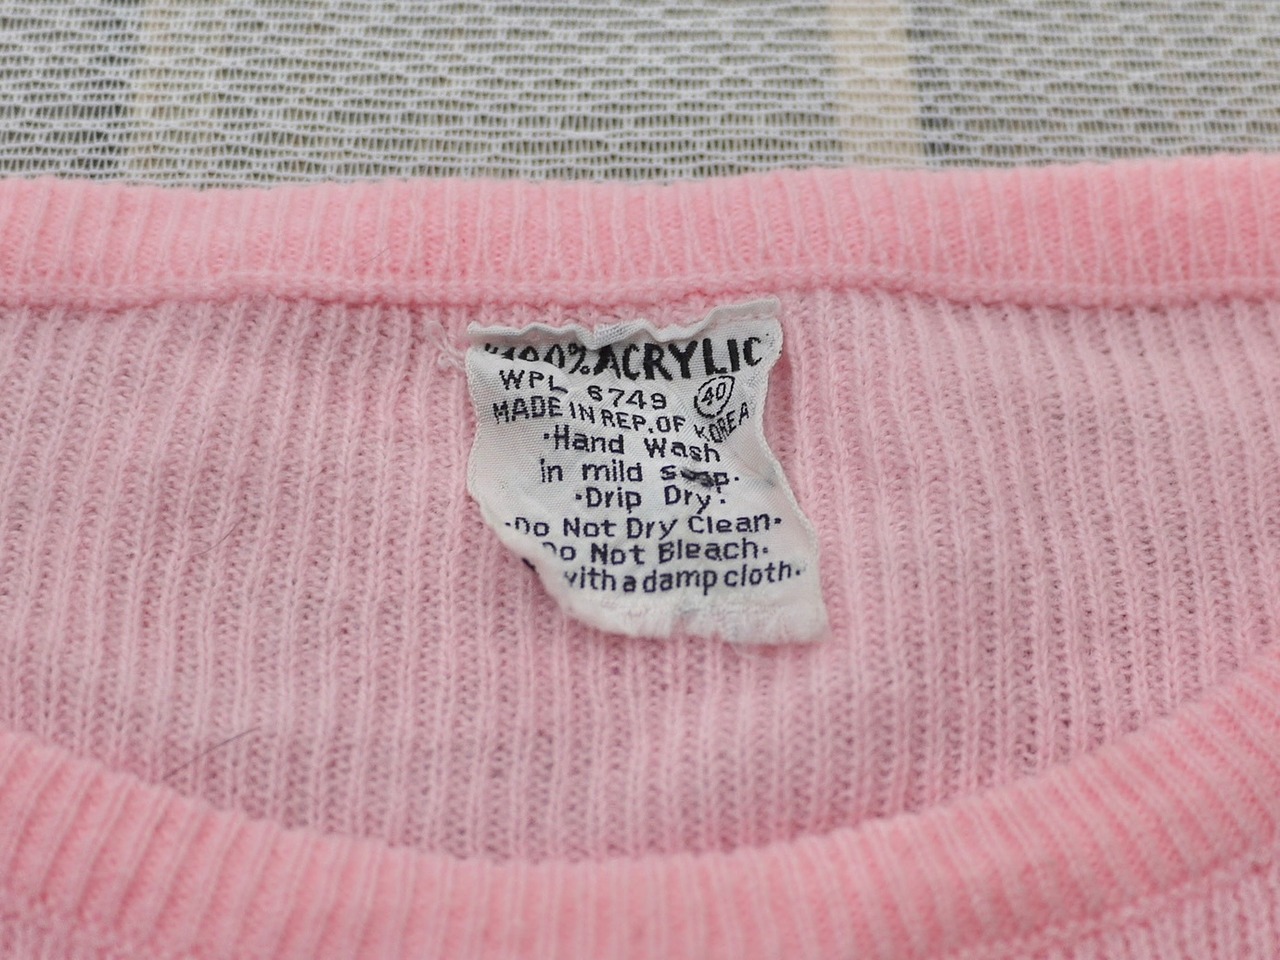 "100% ACRYLIC
WPL 6749 40
MADE IN REP. OF KOREA
·Hand Wash
in mild soap.
·Drip Dry·
·Do Not Dry Clean·
Do Not Bleach·
with a damp cloth·